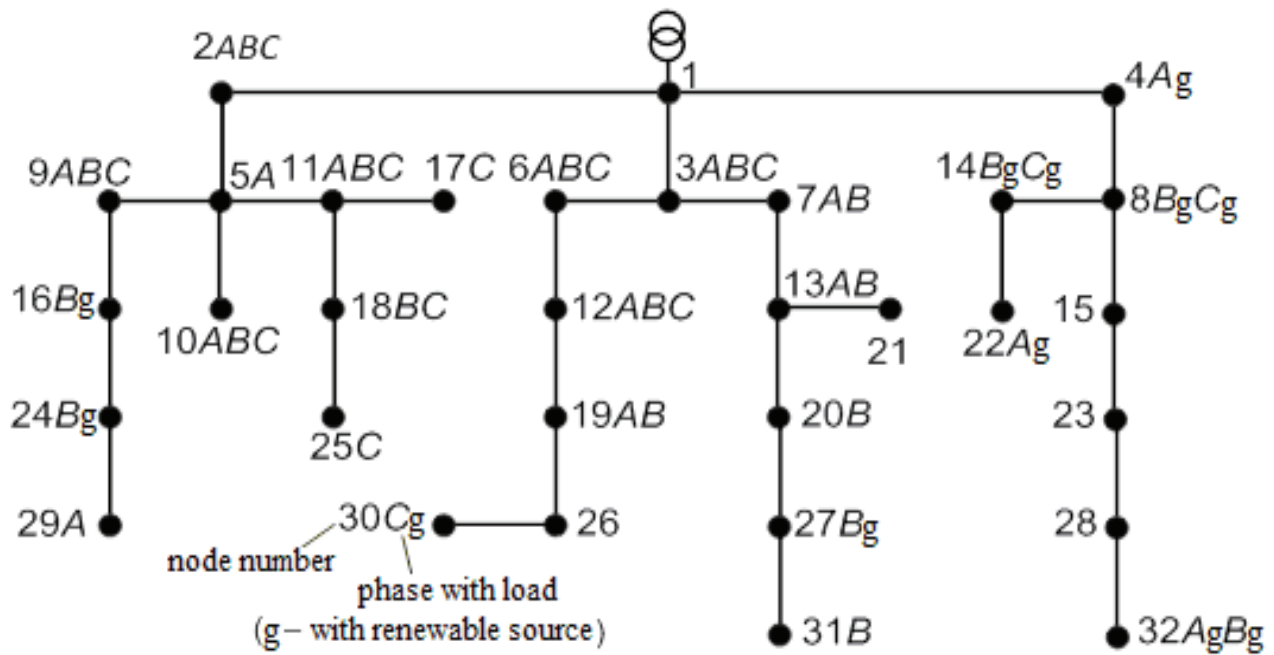 2ABC
1
4Ag
9ABC
5A
11ABC
17C
6ABC
3ABC
7AB
14BgCg
8BgCg
16Bg
10ABC
18BC
12ABC
13AB
21
22Ag
15
24Bg
25C
19AB
20B
23
29A
30Cg
26
27Bg
28
node number
phase with load
(g – with renewable source)
31B
32AgBg